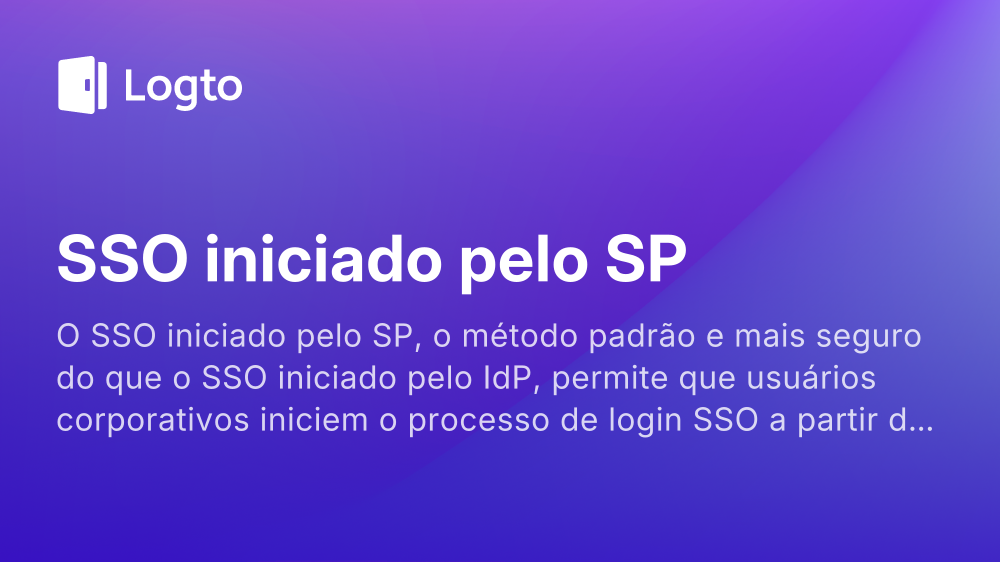 Logto
SSO iniciado pelo SP
O SSO iniciado pelo SP, o método padrão e mais seguro
do que o SSO iniciado pelo IdP, permite que usuários
corporativos iniciem o processo de login SSO a partir d...